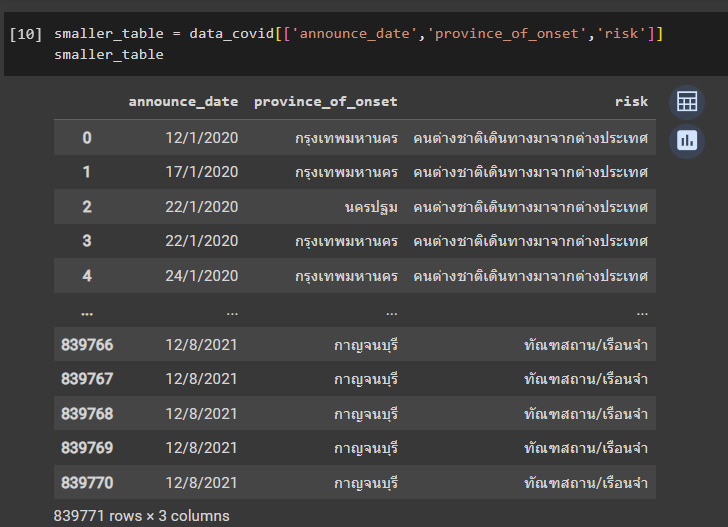 [10] smaller_table = data_covid[['announce_date','province_of_onset','risk']]
smaller_table
announce_date province_of_onset risk
0 12/1/2020 กรุงเทพมหานคร คนต่างชาติเดินทางมาจากต่างประเทศ
1 17/1/2020 กรุงเทพมหานคร คนต่างชาติเดินทางมาจากต่างประเทศ
2 22/1/2020 นครปฐม คนต่างชาติเดินทางมาจากต่างประเทศ
3 22/1/2020 กรุงเทพมหานคร คนต่างชาติเดินทางมาจากต่างประเทศ
4 24/1/2020 กรุงเทพมหานคร คนต่างชาติเดินทางมาจากต่างประเทศ
... ... ... ...
839766 12/8/2021 กาญจนบุรี ทัณฑสถาน/เรือนจำ
839767 12/8/2021 กาญจนบุรี ทัณฑสถาน/เรือนจำ
839768 12/8/2021 กาญจนบุรี ทัณฑสถาน/เรือนจำ
839769 12/8/2021 กาญจนบุรี ทัณฑสถาน/เรือนจำ
839770 12/8/2021 กาญจนบุรี ทัณฑสถาน/เรือนจำ
839771 rows × 3 columns